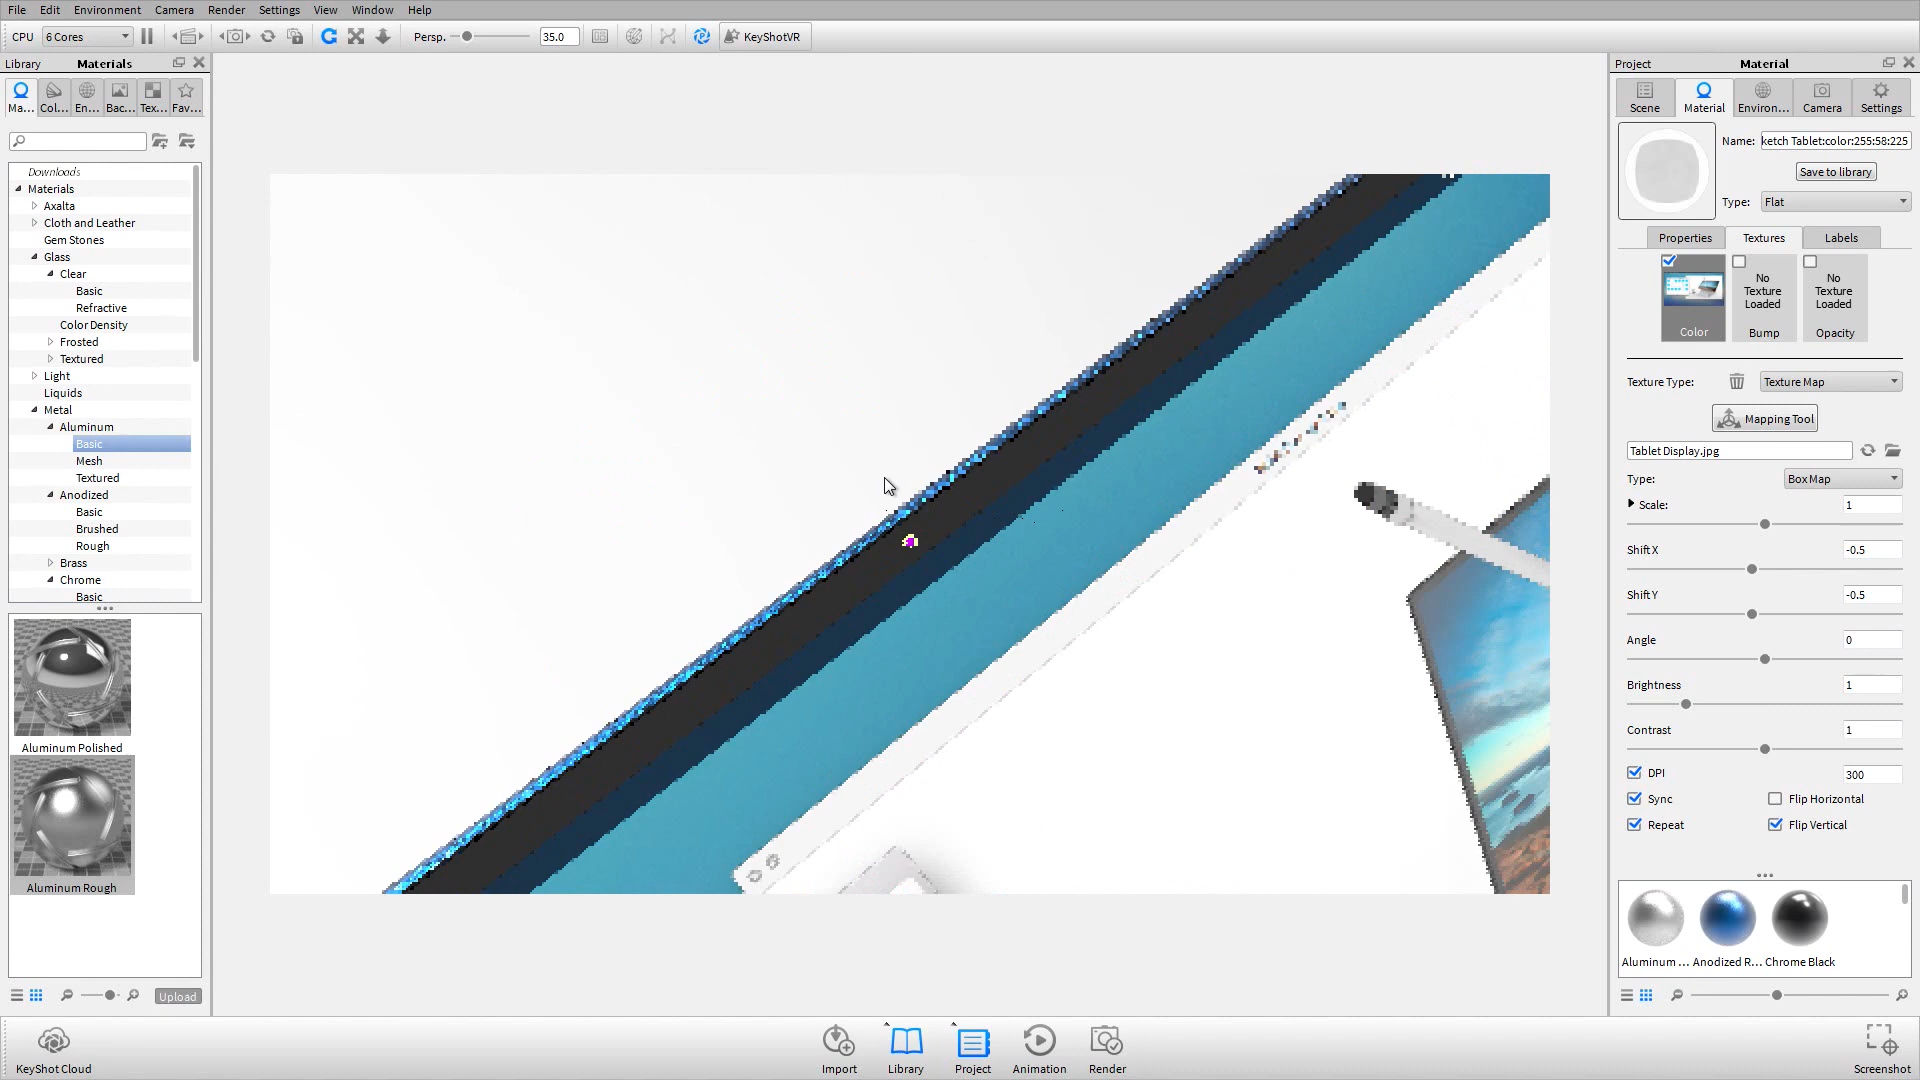 File Edit Environment Camera Render Settings View Window Help
CPU 6 Cores Persp. 35.0 KeyShotVR
Library Materials
Ma... Col... En... Bac... Tex... Fav...
Downloads
Materials
Axalta
Cloth and Leather
Gem Stones
Glass
Clear
Basic
Refractive
Color Density
Frosted
Textured
Light
Liquids
Metal
Aluminum
Basic
Mesh
Textured
Anodized
Basic
Brushed
Rough
Brass
Chrome
Basic
Aluminum Polished
Aluminum Rough
Upload
Project Material
Scene Material Environ... Camera Settings
Name: ketch Tablet:color:255:58:225
Save to library
Type: Flat
Properties Textures Labels
No Texture Loaded
No Texture Loaded
Color Bump Opacity
Texture Type: Texture Map
Mapping Tool
Tablet Display.jpg
Type: Box Map
Scale: 1
Shift X -0.5
Shift Y -0.5
Angle 0
Brightness 1
Contrast 1
DPI 300
Sync Flip Horizontal
Repeat Flip Vertical
Aluminum ... Anodized R... Chrome Black
KeyShot Cloud Import Library Project Animation Render Screenshot